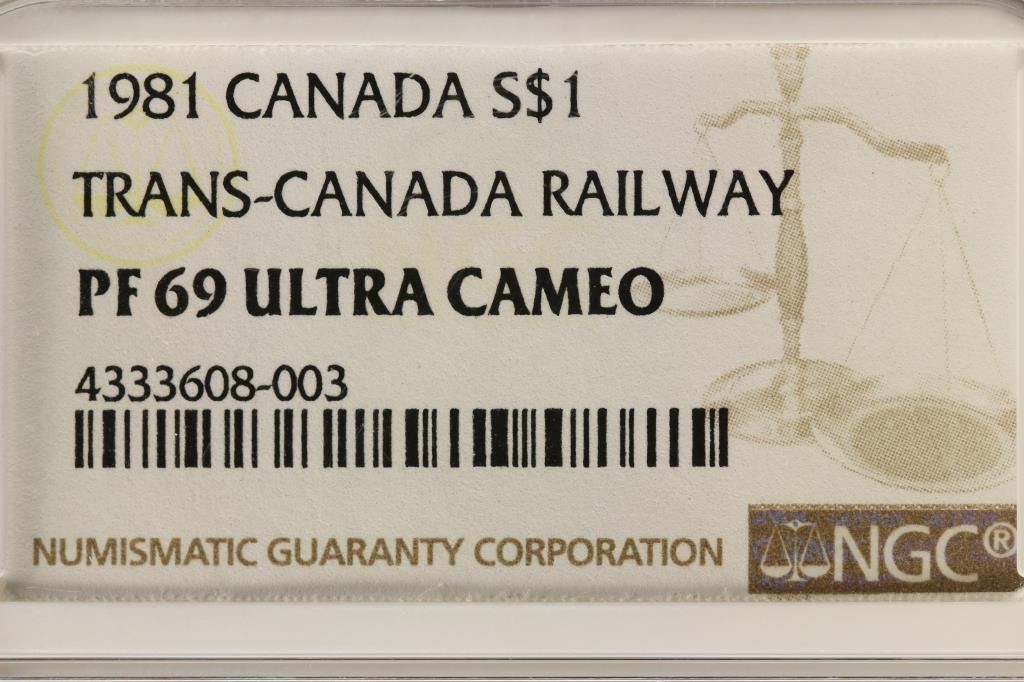 1981 CANADA S$1
TRANS-CANADA RAILWAY
PF 69 ULTRA CAMEO
4333608-003
NUMISMATIC GUARANTY CORPORATION
NGC®